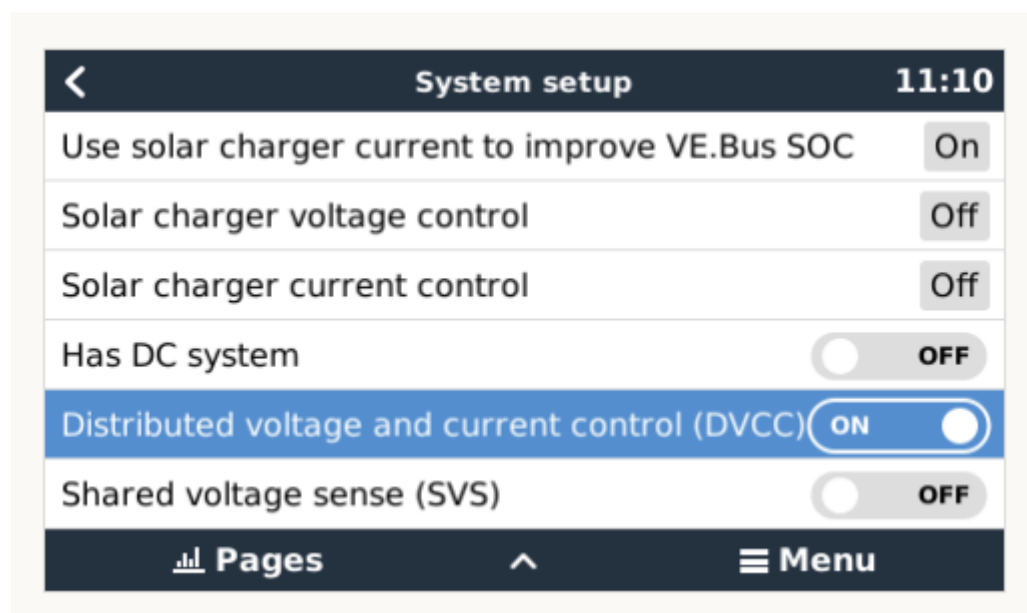 System setup 11:10
Use solar charger current to improve VE.Bus SOC On
Solar charger voltage control Off
Solar charger current control Off
Has DC system OFF
Distributed voltage and current control (DVCC) ON
Shared voltage sense (SVS) OFF
Pages Menu